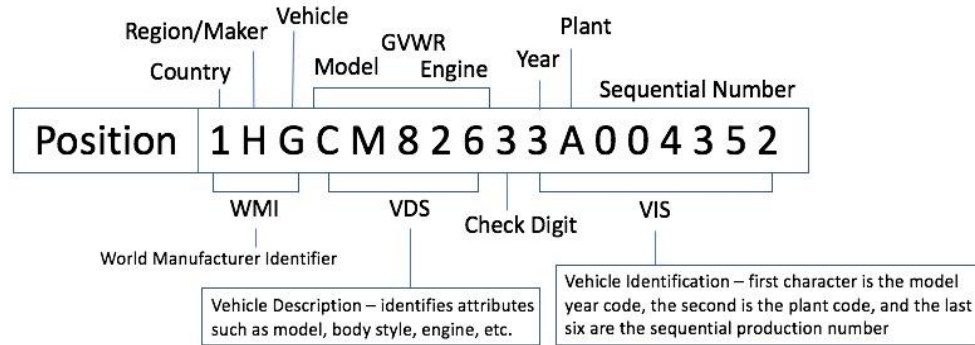 Vehicle
Region/Maker
Plant
GVWR
Country
Model
Engine
Year
Sequential Number
Position
1 H G C M 8 2 6 3 3 A 0 0 4 3 5 2
WMI
VDS
Check Digit
VIS
World Manufacturer Identifier
Vehicle Description – identifies attributes
such as model, body style, engine, etc.
Vehicle Identification – first character is the model
year code, the second is the plant code, and the last
six are the sequential production number